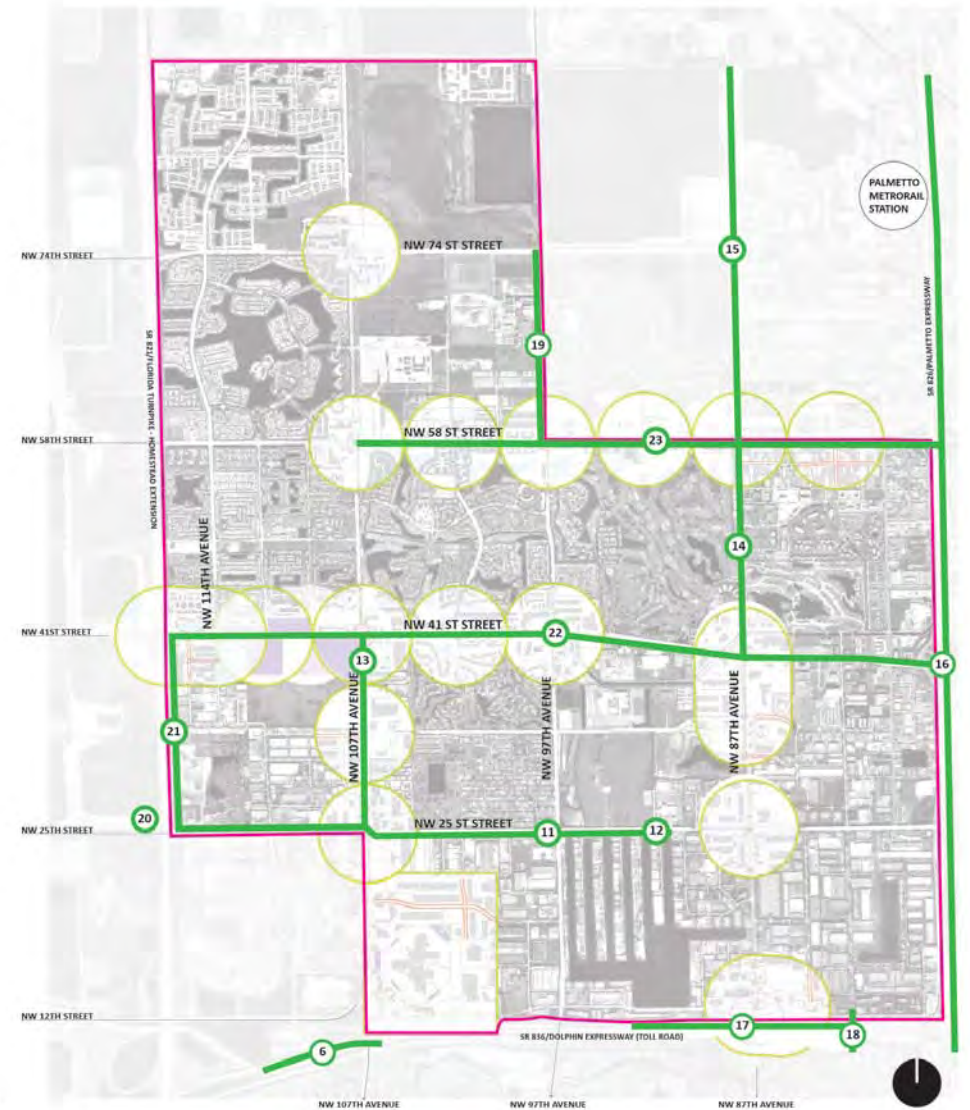 PALMETTO
METRORAIL
STATION
NW 74 ST STREET
15
NW 74TH STREET
SR 826/PALMETTO EXPRESSWAY
19
SR 821/FLORIDA TURNPIKE - HOMESTEAD EXTENSION
NW 58TH STREET
NW 58 ST STREET
23
NW 114TH AVENUE
14
NW 41ST STREET
NW 41 ST STREET
22
13
16
NW 107TH AVENUE
NW 97TH AVENUE
NW 87TH AVENUE
21
20
NW 25TH STREET
NW 25 ST STREET
11
12
NW 12TH STREET
17
18
SR 836/DOLPHIN EXPRESSWAY (TOLL ROAD)
6
NW 107TH AVENUE
NW 97TH AVENUE
NW 87TH AVENUE